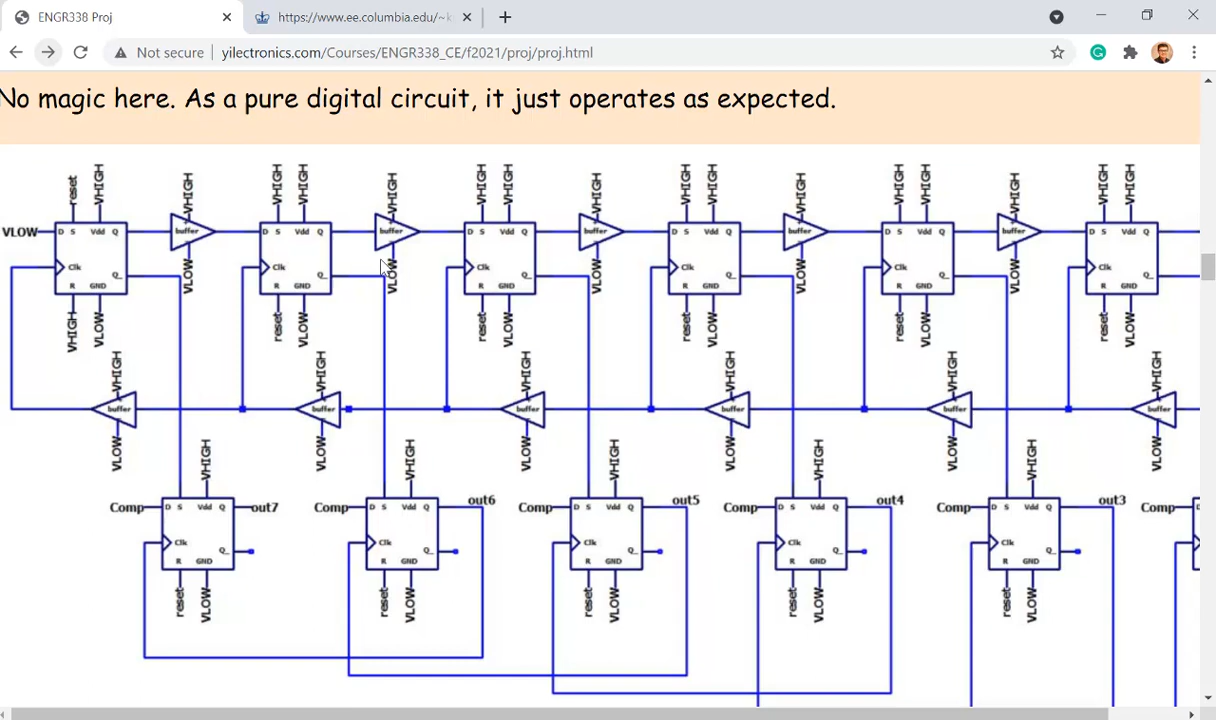 ENGR338 Proj
https://www.ee.columbia.edu/~k
Not secure yilectronics.com/Courses/ENGR338_CE/f2021/proj/proj.html
No magic here. As a pure digital circuit, it just operates as expected.
reset VHIGH VHIGH VHIGH VHIGH VHIGH VHIGH VHIGH VHIGH VHIGH VHIGH VHIGH VHIGH VHIGH VHIGH VHIGH VHIGH
VLOW D S Vdd Q buffer D S Vdd Q buffer D S Vdd Q buffer D S Vdd Q buffer D S Vdd Q buffer D S Vdd Q
Clk Q_ VLOW Clk Q_ VLOW Clk Q_ VLOW Clk Q_ VLOW Clk Q_ VLOW Clk Q_
R GND R GND R GND R GND R GND R GND
VHIGH VLOW reset VLOW reset VLOW reset VLOW reset VLOW reset VLOW
VHIGH VHIGH VHIGH VHIGH VHIGH VHIGH
buffer buffer buffer buffer buffer buffer
VLOW VLOW VLOW VLOW VLOW VLOW
VHIGH VHIGH VHIGH VHIGH VHIGH
Comp D S Vdd Q out7 Comp D S Vdd Q out6 Comp D S Vdd Q out5 Comp D S Vdd Q out4 Comp D S Vdd Q out3 Comp
Clk Q_ Clk Q_ Clk Q_ Clk Q_ Clk Q_
R GND R GND R GND R GND R GND
reset VLOW reset VLOW reset VLOW reset VLOW reset VLOW